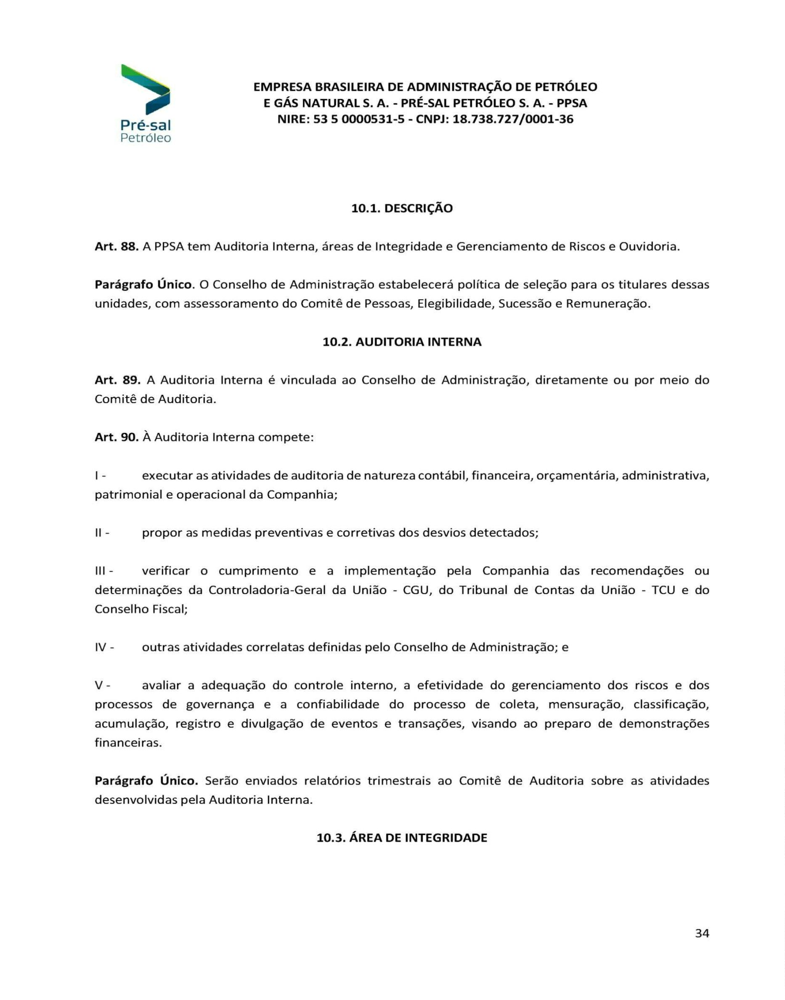 Pré-sal
Petróleo
EMPRESA BRASILEIRA DE ADMINISTRAÇÃO DE PETRÓLEO
E GÁS NATURAL S. A. - PRÉ-SAL PETRÓLEO S. A. - PPSA
NIRE: 53 5 0000531-5 - CNPJ: 18.738.727/0001-36
10.1. DESCRIÇÃO
Art. 88. A PPSA tem Auditoria Interna, áreas de Integridade e Gerenciamento de Riscos e Ouvidoria.
Parágrafo Único. O Conselho de Administração estabelecerá política de seleção para os titulares dessas
unidades, com assessoramento do Comitê de Pessoas, Elegibilidade, Sucessão e Remuneração.
10.2. AUDITORIA INTERNA
Art. 89. A Auditoria Interna é vinculada ao Conselho de Administração, diretamente ou por meio do
Comitê de Auditoria.
Art. 90. À Auditoria Interna compete:
I - executar as atividades de auditoria de natureza contábil, financeira, orçamentária, administrativa,
patrimonial e operacional da Companhia;
II - propor as medidas preventivas e corretivas dos desvios detectados;
III - verificar o cumprimento e a implementação pela Companhia das recomendações ou
determinações da Controladoria-Geral da União - CGU, do Tribunal de Contas da União - TCU e do
Conselho Fiscal;
IV - outras atividades correlatas definidas pelo Conselho de Administração; e
V - avaliar a adequação do controle interno, a efetividade do gerenciamento dos riscos e dos
processos de governança e a confiabilidade do processo de coleta, mensuração, classificação,
acumulação, registro e divulgação de eventos e transações, visando ao preparo de demonstrações
financeiras.
Parágrafo Único. Serão enviados relatórios trimestrais ao Comitê de Auditoria sobre as atividades
desenvolvidas pela Auditoria Interna.
10.3. ÁREA DE INTEGRIDADE
34